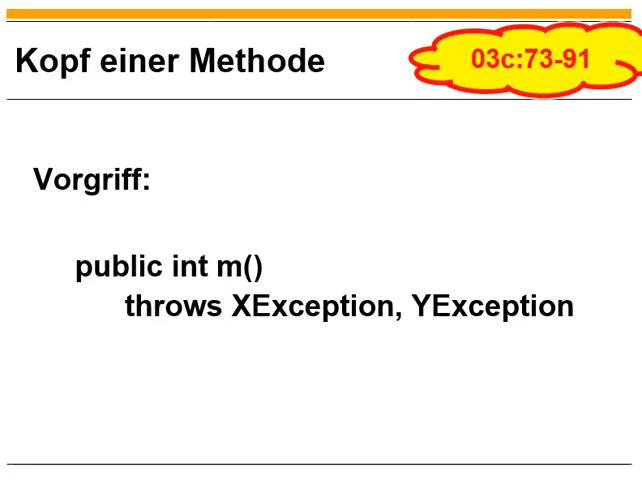 Kopf einer Methode
03c:73-91
Vorgriff:
public int m()
throws XException, YException